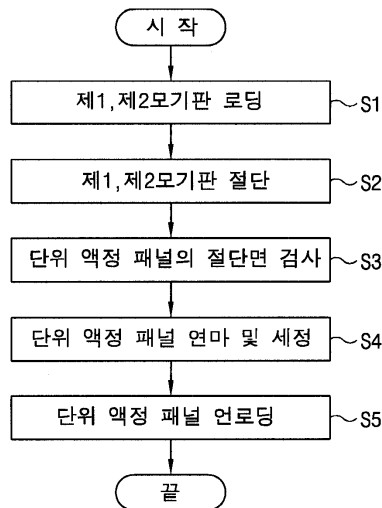 시 작
제1,제2모기판 로딩
S1
제1,제2모기판 절단
S2
단위 액정 패널의 절단면 검사
S3
단위 액정 패널 연마 및 세정
S4
단위 액정 패널 언로딩
S5
끝